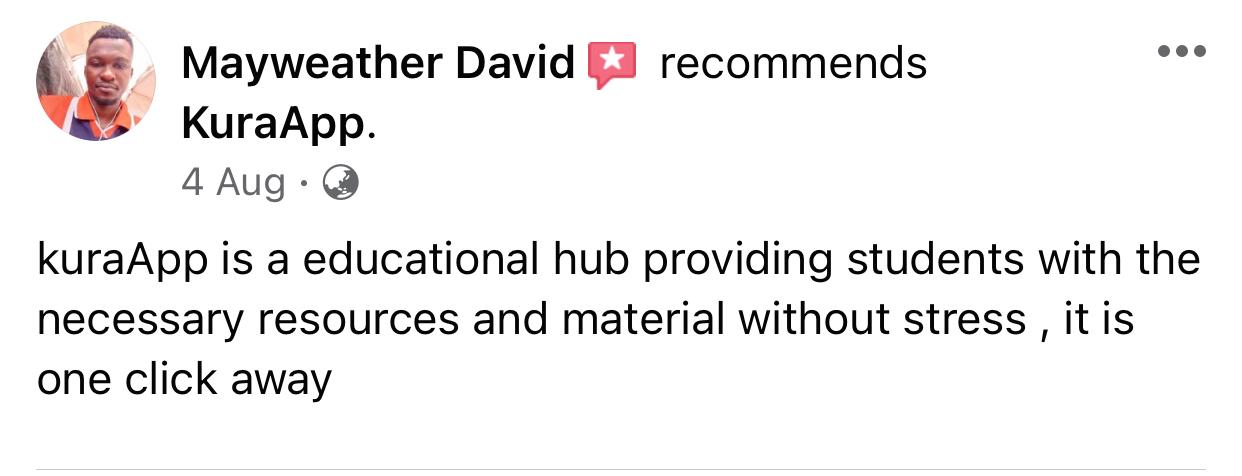 Mayweather David recommends
KuraApp.
4 Aug ·
kuraApp is a educational hub providing students with the
necessary resources and material without stress , it is
one click away